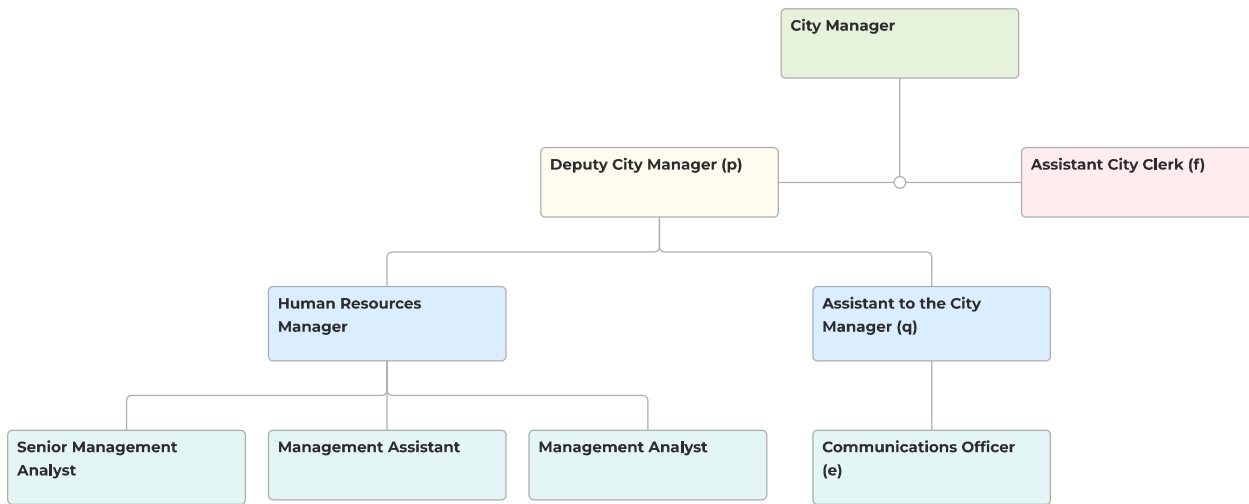 City Manager
Deputy City Manager (p)
Assistant City Clerk (f)
Human Resources
Manager
Assistant to the City
Manager (q)
Senior Management
Analyst
Management Assistant
Management Analyst
Communications Officer
(e)